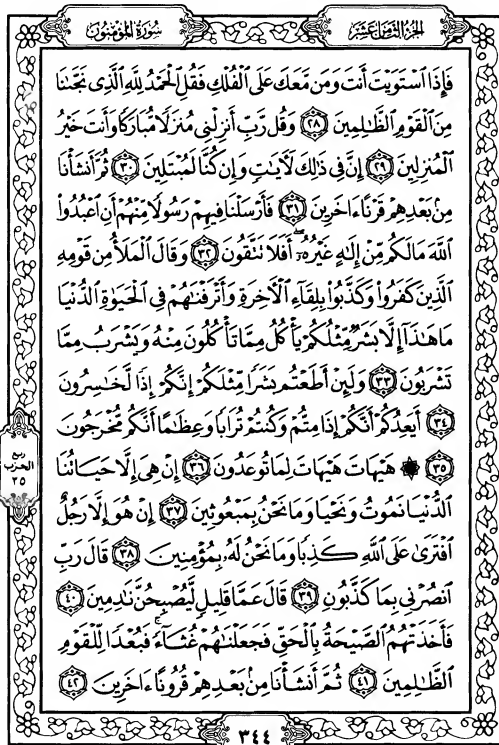 الجزء الثامن عشر
سورة المؤمنون
فَإِذَا ٱسْتَوَيْتَ أَنتَ وَمَن مَّعَكَ عَلَى ٱلْفُلْكِ فَقُلِ ٱلْحَمْدُ لِلَّهِ ٱلَّذِى نَجَّىٰنَا
مِنَ ٱلْقَوْمِ ٱلظَّٰلِمِينَ ٢٨ وَقُل رَّبِّ أَنزِلْنِى مُنزَلًا مُّبَارَكًا وَأَنتَ خَيْرُ
ٱلْمُنزِلِينَ ٢٩ إِنَّ فِى ذَٰلِكَ لَءَايَٰتٍ وَإِن كُنَّا لَمُبْتَلِينَ ٣٠ ثُمَّ أَنشَأْنَا
مِنۢ بَعْدِهِمْ قَرْنًا ءَاخَرِينَ ٣١ فَأَرْسَلْنَا فِيهِمْ رَسُولًا مِّنْهُمْ أَنِ ٱعْبُدُوا۟
ٱللَّهَ مَا لَكُم مِّنْ إِلَٰهٍ غَيْرُهُۥٓ أَفَلَا تَتَّقُونَ ٣٢ وَقَالَ ٱلْمَلَأُ مِن قَوْمِهِ
ٱلَّذِينَ كَفَرُوا۟ وَكَذَّبُوا۟ بِلِقَآءِ ٱلْءَاخِرَةِ وَأَتْرَفْنَٰهُمْ فِى ٱلْحَيَوٰةِ ٱلدُّنْيَا
مَا هَٰذَآ إِلَّا بَشَرٌ مِّثْلُكُمْ يَأْكُلُ مِمَّا تَأْكُلُونَ مِنْهُ وَيَشْرَبُ مِمَّا
تَشْرَبُونَ ٣٣ وَلَئِنْ أَطَعْتُم بَشَرًا مِّثْلَكُمْ إِنَّكُمْ إِذًا لَّخَٰسِرُونَ
٣٤ أَيَعِدُكُمْ أَنَّكُمْ إِذَا مِتُّمْ وَكُنتُمْ تُرَابًا وَعِظَٰمًا أَنَّكُم مُّخْرَجُونَ
٣٥ ۞ هَيْهَاتَ هَيْهَاتَ لِمَا تُوعَدُونَ ٣٦ إِنْ هِىَ إِلَّا حَيَاتُنَا
ٱلدُّنْيَا نَمُوتُ وَنَحْيَا وَمَا نَحْنُ بِمَبْعُوثِينَ ٣٧ إِنْ هُوَ إِلَّا رَجُلٌ
ٱفْتَرَىٰ عَلَى ٱللَّهِ كَذِبًا وَمَا نَحْنُ لَهُۥ بِمُؤْمِنِينَ ٣٨ قَالَ رَبِّ
ٱنصُرْنِى بِمَا كَذَّبُونِ ٣٩ قَالَ عَمَّا قَلِيلٍ لَّيُصْبِحُنَّ نَٰدِمِينَ ٤٠
فَأَخَذَتْهُمُ ٱلصَّيْحَةُ بِٱلْحَقِّ فَجَعَلْنَٰهُمْ غُثَآءً فَبُعْدًا لِّلْقَوْمِ
ٱلظَّٰلِمِينَ ٤١ ثُمَّ أَنشَأْنَا مِنۢ بَعْدِهِمْ قُرُونًا ءَاخَرِينَ ٤٢
ربع
الحزب
٣٥
٣٤٤